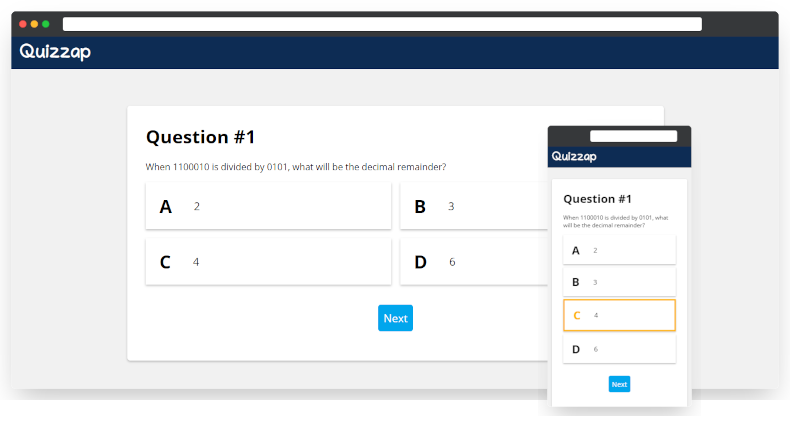 Quizzap
Question #1
When 1100010 is divided by 0101, what will be the decimal remainder?
A 2
B 3
C 4
D 6
Next
Quizzap
Question #1
When 1100010 is divided by 0101, what
will be the decimal remainder?
A 2
B 3
C 4
D 6
Next